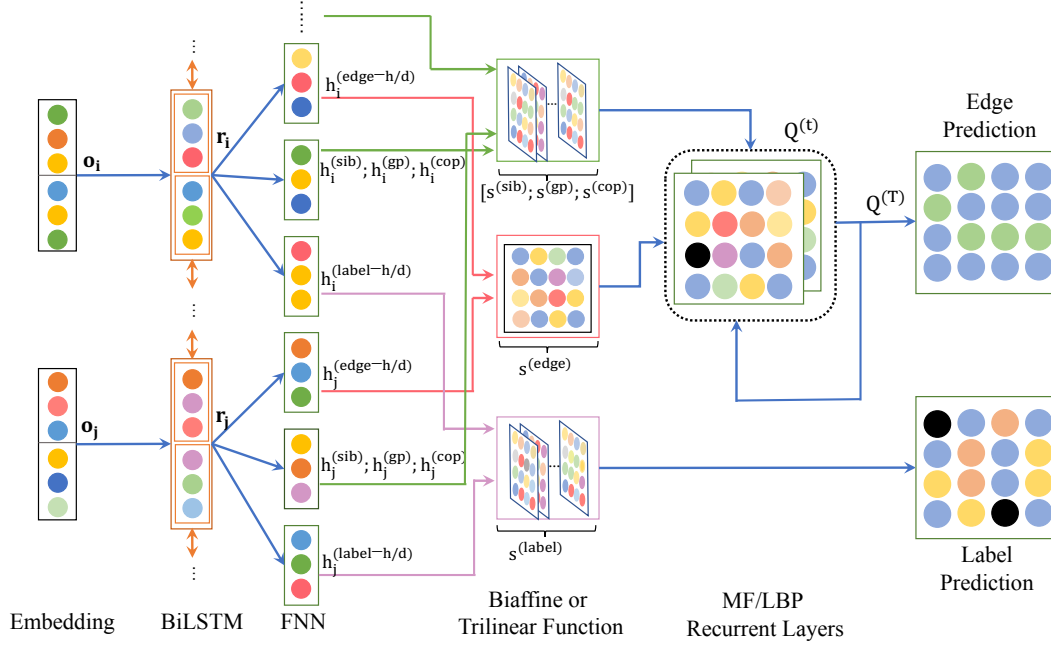 h_i^(edge−h/d)
Edge
Prediction
Q^(t)
o_i
r_i
h_i^(sib); h_i^(gp); h_i^(cop)
[s^(sib); s^(gp); s^(cop)]
Q^(T)
h_i^(label−h/d)
h_j^(edge−h/d)
s^(edge)
o_j
r_j
h_j^(sib); h_j^(gp); h_j^(cop)
h_j^(label−h/d)
s^(label)
Label
Prediction
Embedding
BiLSTM
FNN
Biaffine or
Trilinear Function
MF/LBP
Recurrent Layers